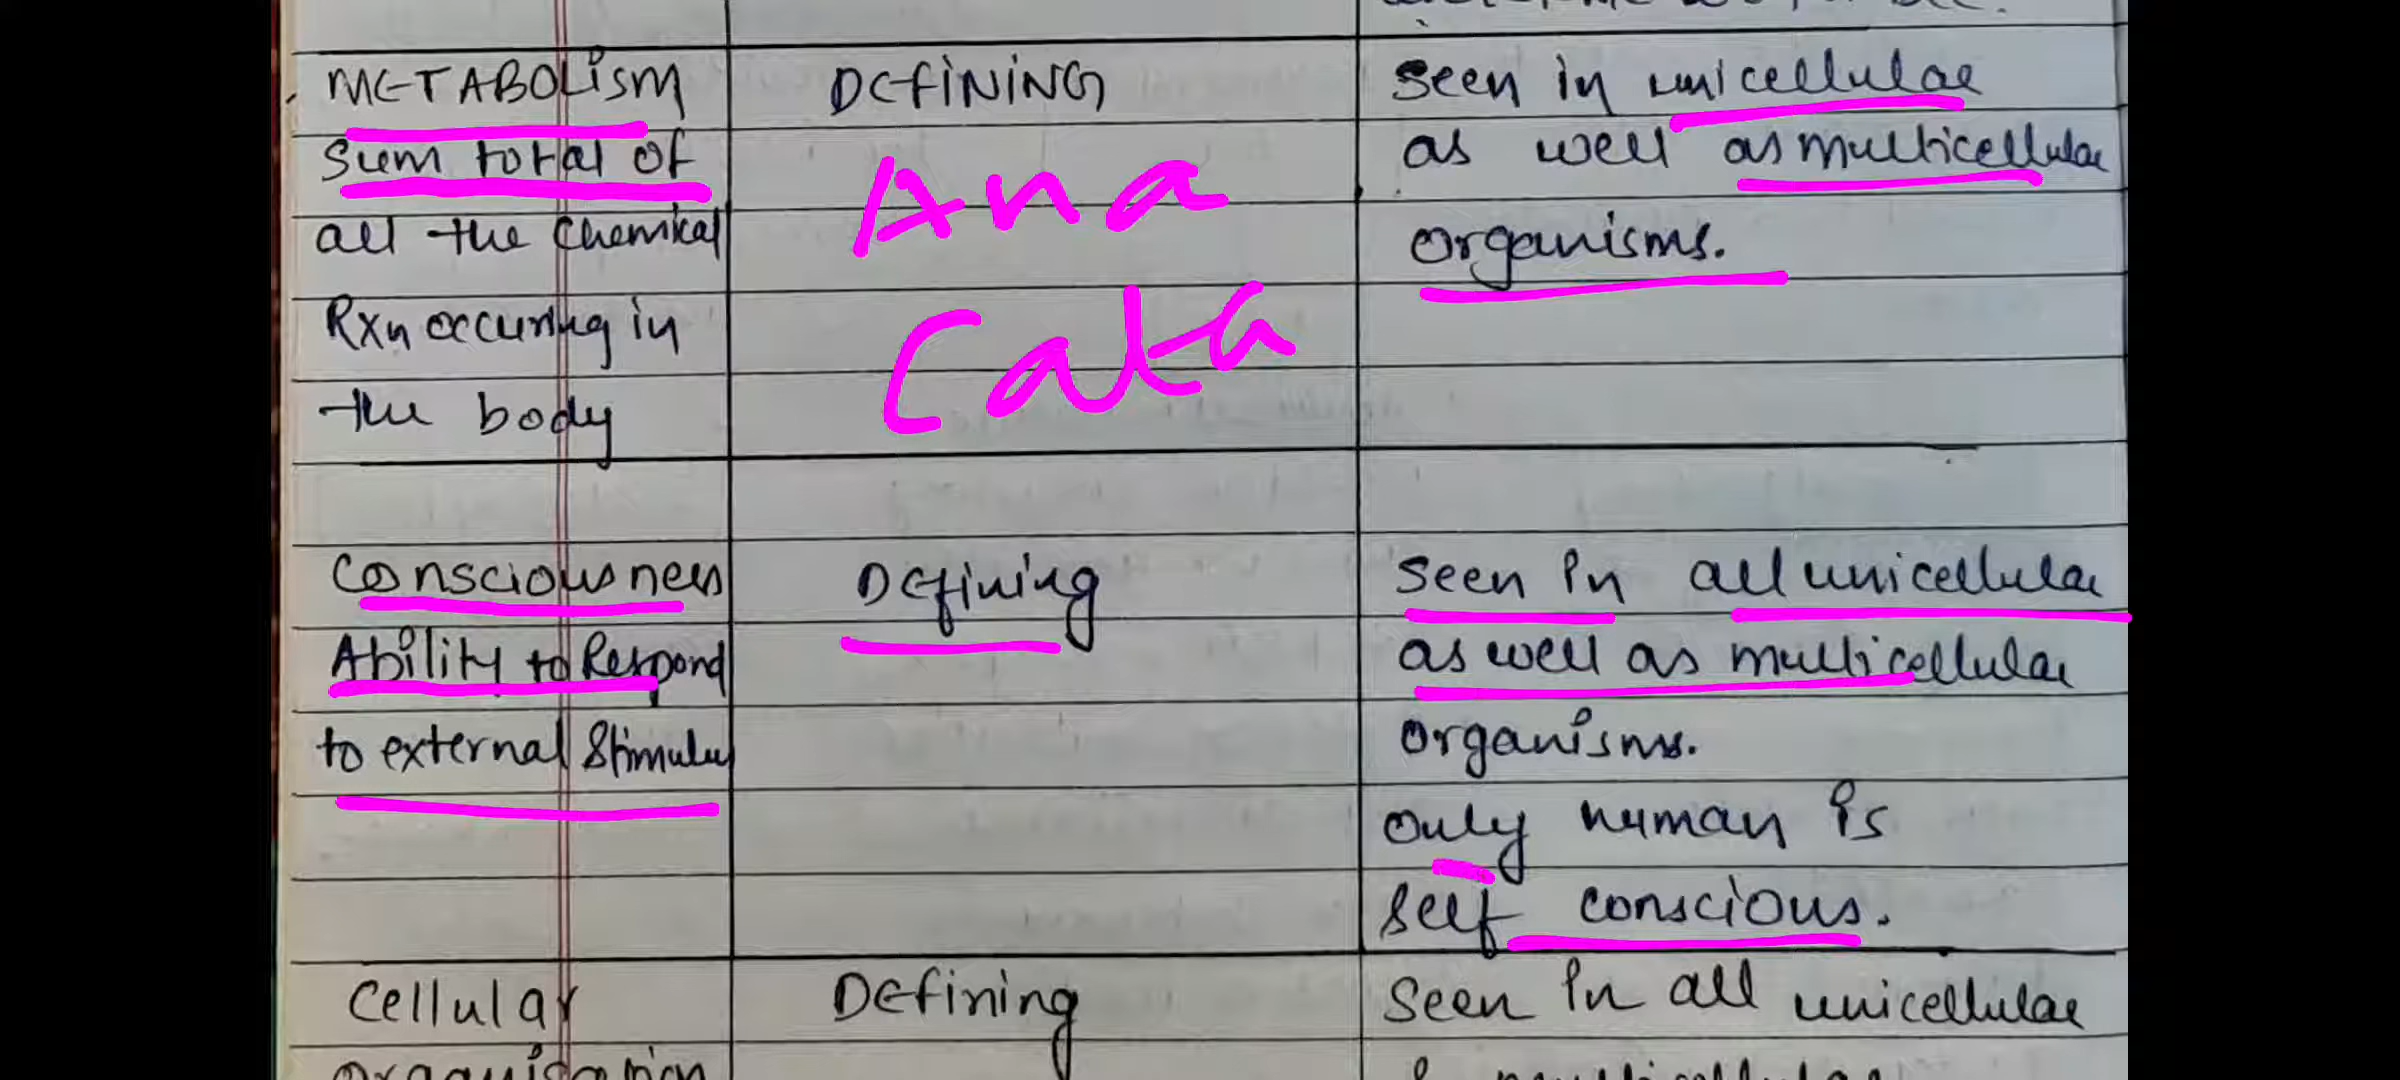 METABOLISM
Sum total of
all the Chemical
Rxn occuring in
the body
DEFINING
Ana
Cata
Seen in unicellular
as well as multicellular
organisms.
Consciousness
Ability to Respond
to external Stimulus
Defining
Seen in all unicellular
as well as multicellular
organisms.
Only human is
self conscious.
Cellular
organisation
Defining
Seen in all unicellular
& multicellular